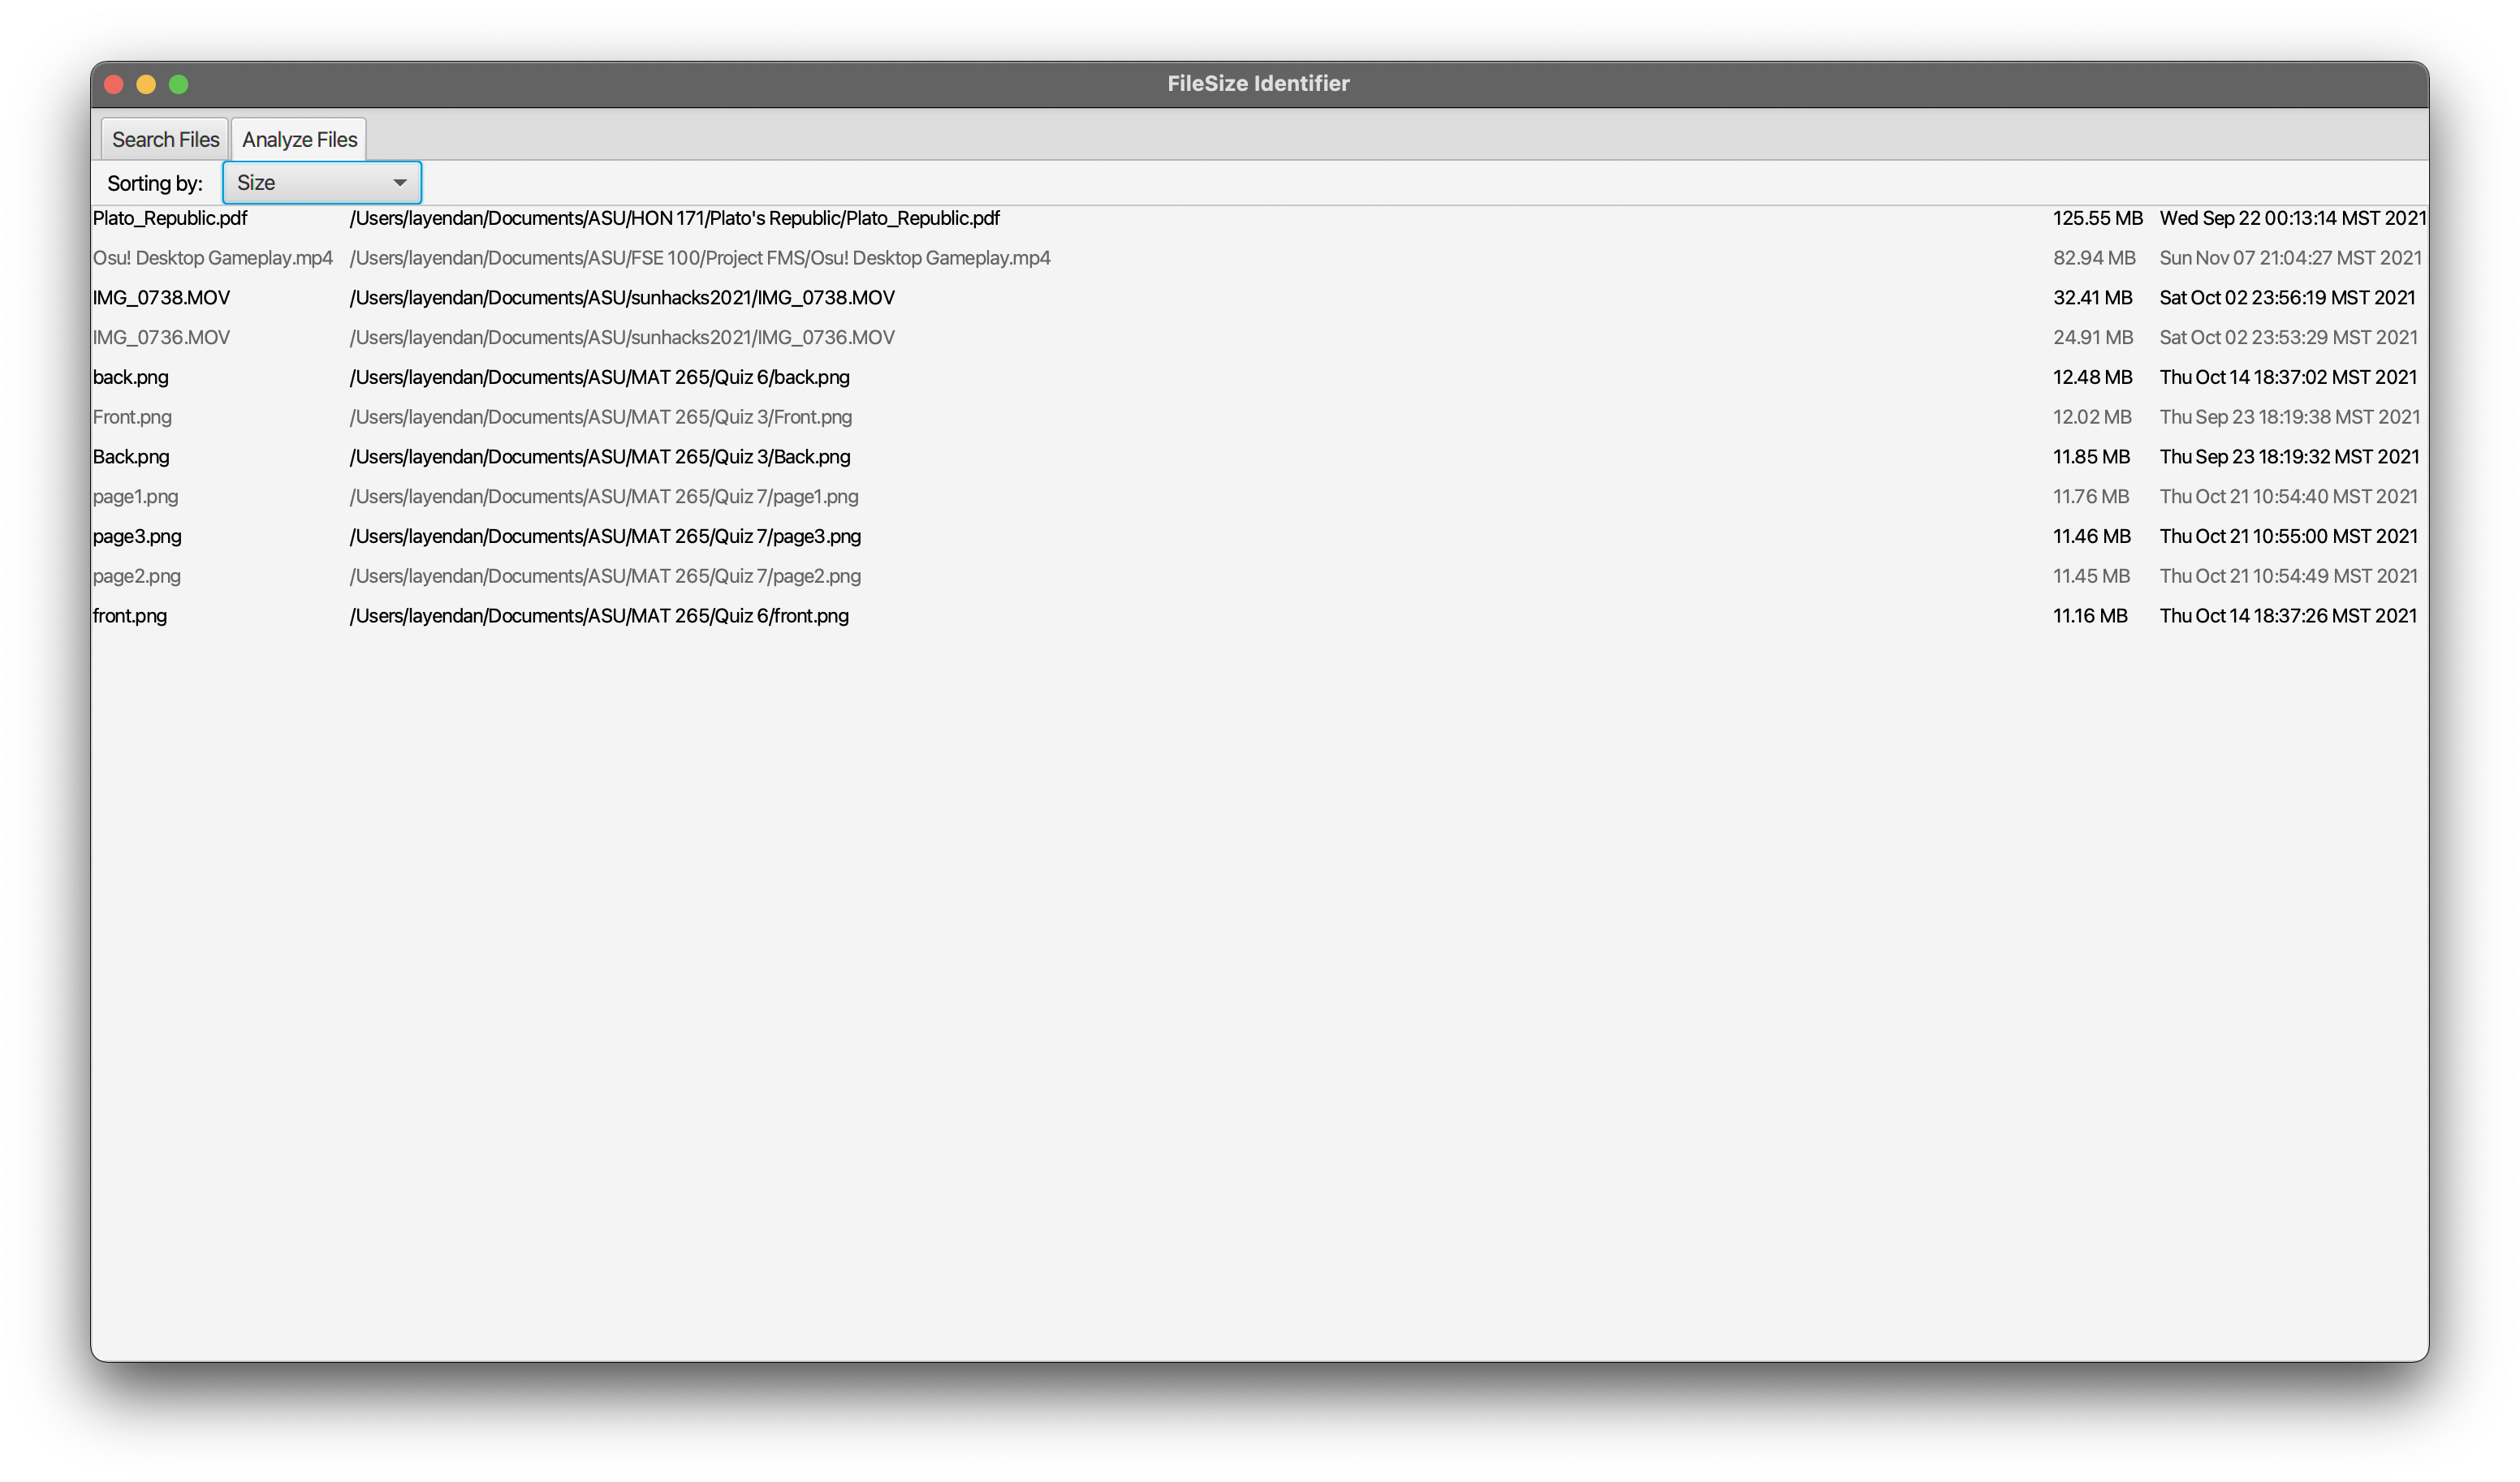 FileSize Identifier
Search Files Analyze Files
Sorting by: Size
Plato_Republic.pdf /Users/layendan/Documents/ASU/HON 171/Plato's Republic/Plato_Republic.pdf 125.55 MB Wed Sep 22 00:13:14 MST 2021
Osu! Desktop Gameplay.mp4 /Users/layendan/Documents/ASU/FSE 100/Project FMS/Osu! Desktop Gameplay.mp4 82.94 MB Sun Nov 07 21:04:27 MST 2021
IMG_0738.MOV /Users/layendan/Documents/ASU/sunhacks2021/IMG_0738.MOV 32.41 MB Sat Oct 02 23:56:19 MST 2021
IMG_0736.MOV /Users/layendan/Documents/ASU/sunhacks2021/IMG_0736.MOV 24.91 MB Sat Oct 02 23:53:29 MST 2021
back.png /Users/layendan/Documents/ASU/MAT 265/Quiz 6/back.png 12.48 MB Thu Oct 14 18:37:02 MST 2021
Front.png /Users/layendan/Documents/ASU/MAT 265/Quiz 3/Front.png 12.02 MB Thu Sep 23 18:19:38 MST 2021
Back.png /Users/layendan/Documents/ASU/MAT 265/Quiz 3/Back.png 11.85 MB Thu Sep 23 18:19:32 MST 2021
page1.png /Users/layendan/Documents/ASU/MAT 265/Quiz 7/page1.png 11.76 MB Thu Oct 21 10:54:40 MST 2021
page3.png /Users/layendan/Documents/ASU/MAT 265/Quiz 7/page3.png 11.46 MB Thu Oct 21 10:55:00 MST 2021
page2.png /Users/layendan/Documents/ASU/MAT 265/Quiz 7/page2.png 11.45 MB Thu Oct 21 10:54:49 MST 2021
front.png /Users/layendan/Documents/ASU/MAT 265/Quiz 6/front.png 11.16 MB Thu Oct 14 18:37:26 MST 2021